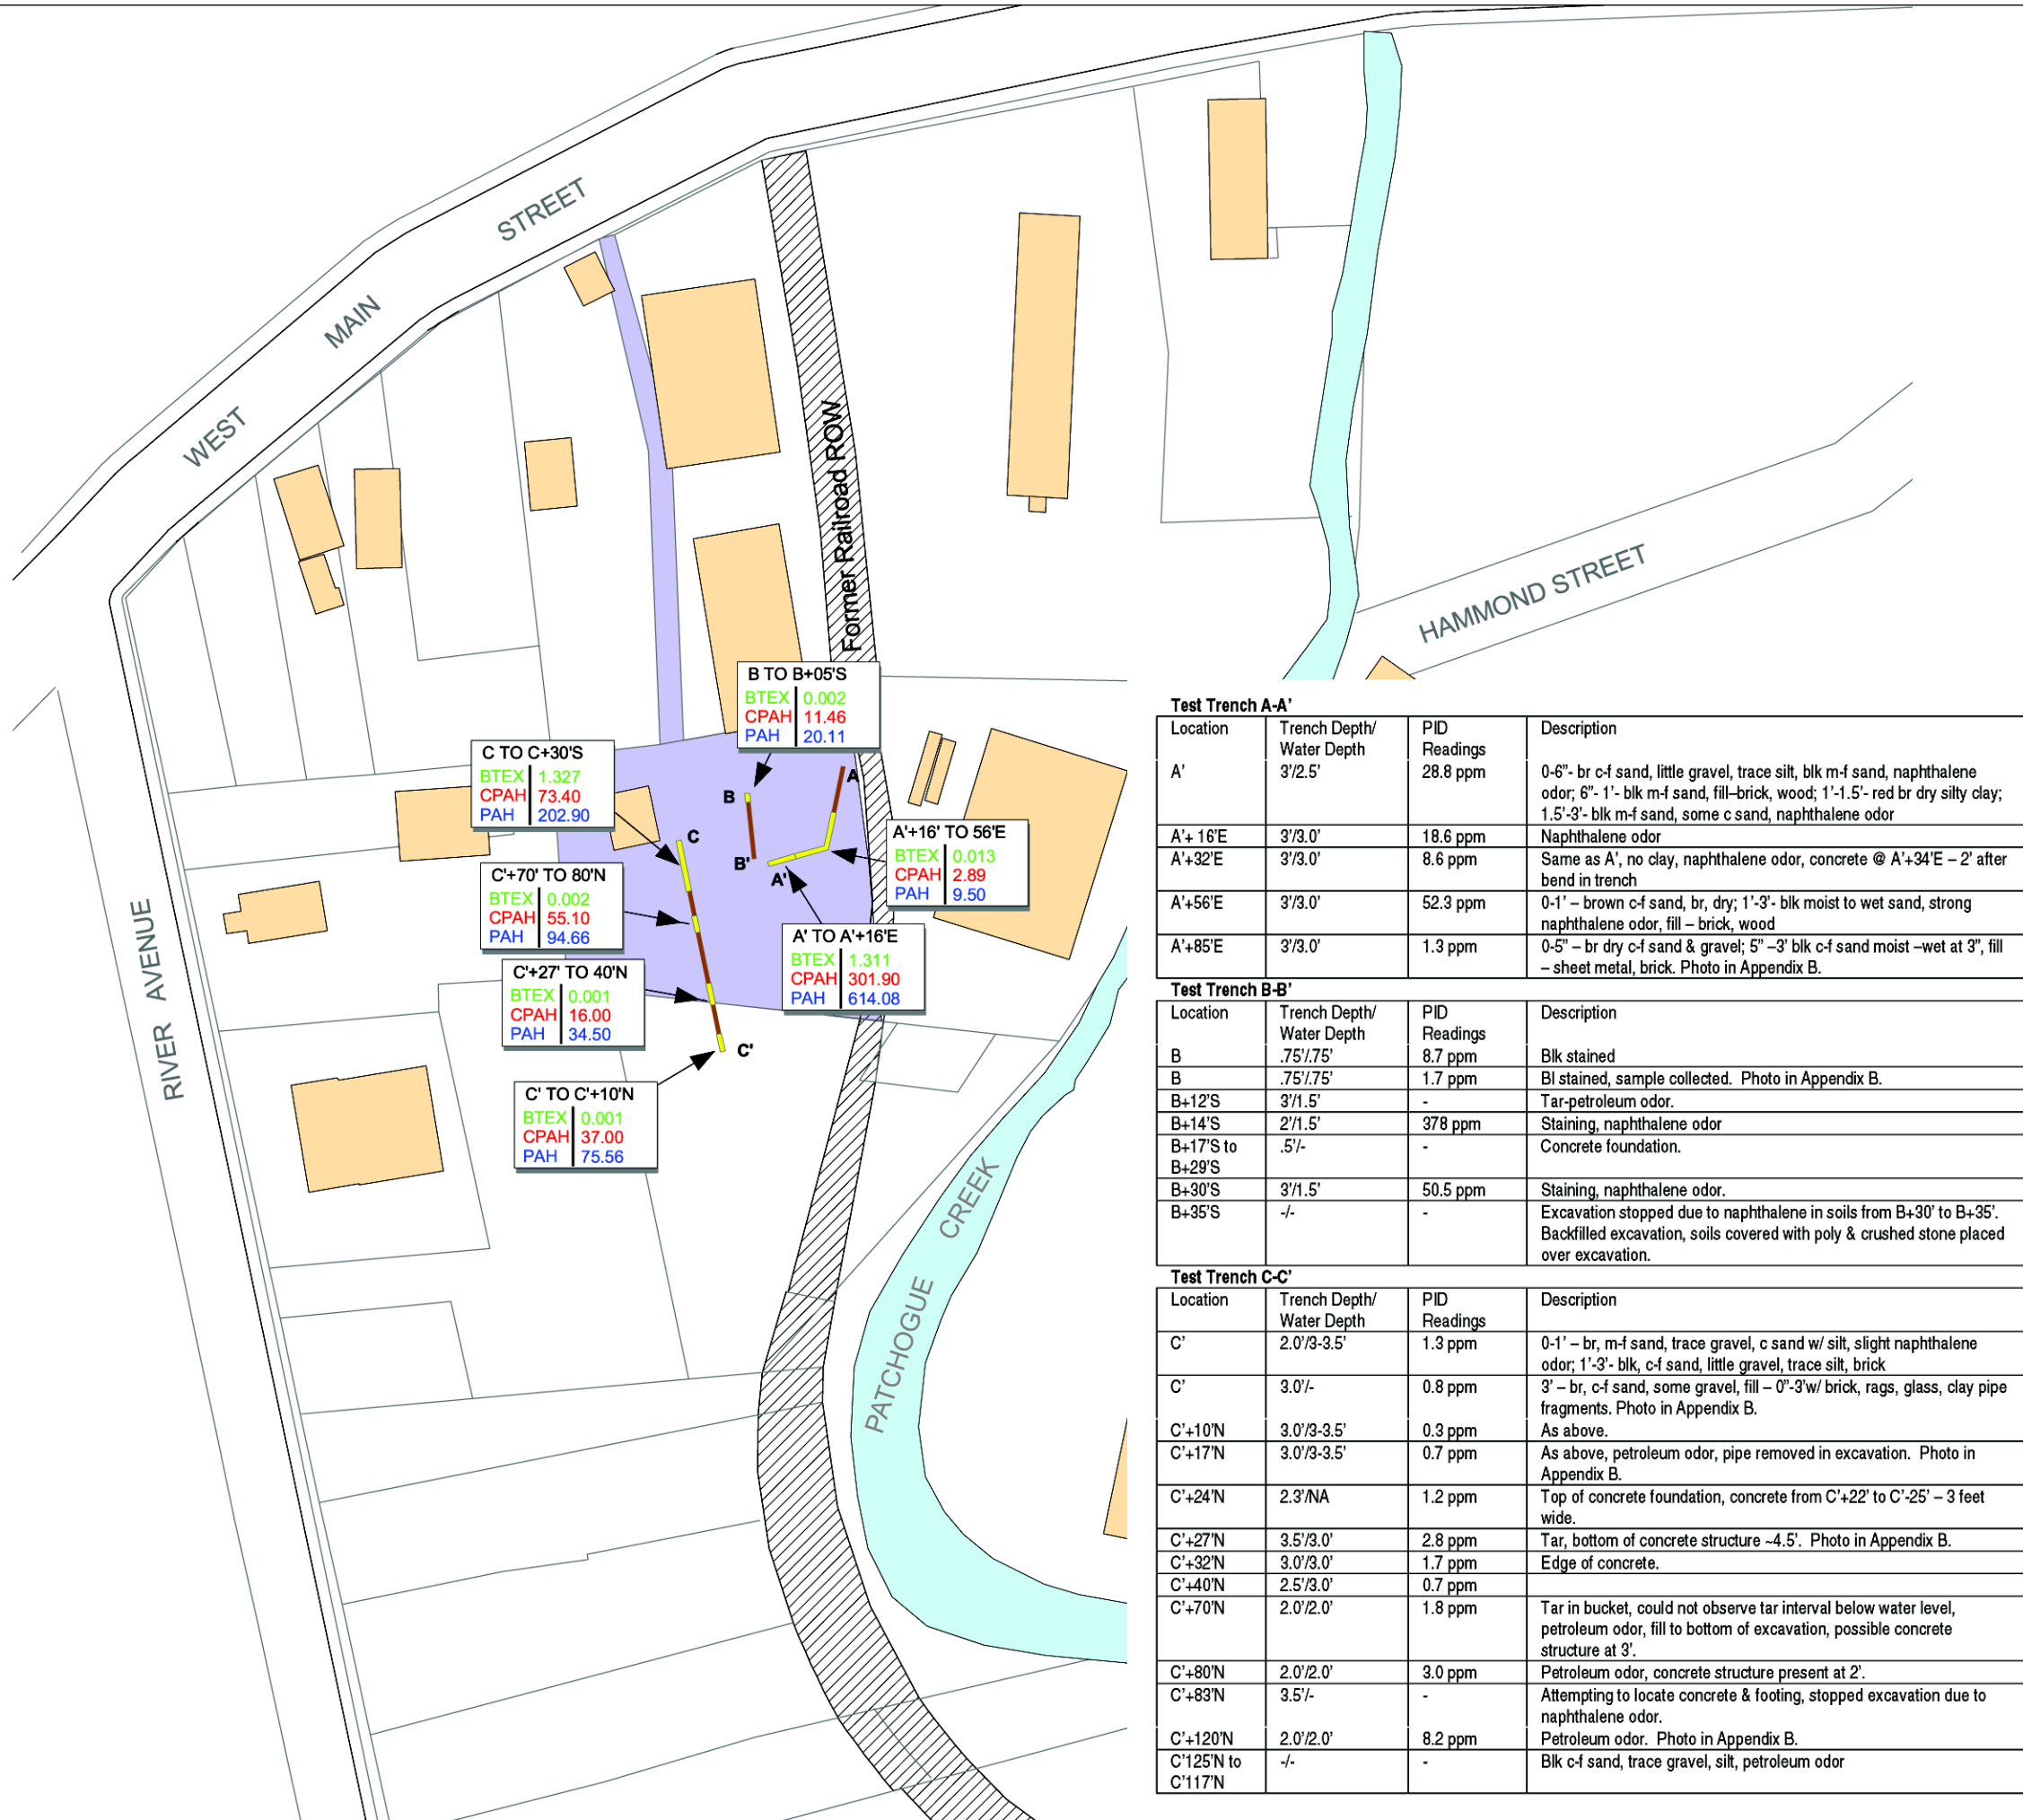 WEST MAIN STREET
Former Railroad ROW
HAMMOND STREET
RIVER AVENUE
PATCHOGUE CREEK
B TO B+05'S
BTEX 0.002
CPAH 11.46
PAH 20.11
C TO C+30'S
BTEX 1.327
CPAH 73.40
PAH 202.90
A
B
C
B'
A'
A'+16' TO 56'E
BTEX 0.013
CPAH 2.89
PAH 9.50
C'+70' TO 80'N
BTEX 0.002
CPAH 55.10
PAH 94.66
A' TO A'+16'E
BTEX 1.311
CPAH 301.90
PAH 614.08
C'+27' TO 40'N
BTEX 0.001
CPAH 16.00
PAH 34.50
C'
C' TO C'+10'N
BTEX 0.001
CPAH 37.00
PAH 75.56
Test Trench A-A'
Location Trench Depth/ PID Description
Water Depth Readings
A' 3'/2.5' 28.8 ppm 0-6"- br c-f sand, little gravel, trace silt, blk m-f sand, naphthalene
odor; 6"- 1'- blk m-f sand, fill–brick, wood; 1'-1.5'- red br dry silty clay;
1.5'-3'- blk m-f sand, some c sand, naphthalene odor
A'+ 16'E 3'/3.0' 18.6 ppm Naphthalene odor
A'+32'E 3'/3.0' 8.6 ppm Same as A', no clay, naphthalene odor, concrete @ A'+34'E – 2' after
bend in trench
A'+56'E 3'/3.0' 52.3 ppm 0-1' – brown c-f sand, br, dry; 1'-3'- blk moist to wet sand, strong
naphthalene odor, fill – brick, wood
A'+85'E 3'/3.0' 1.3 ppm 0-5" – br dry c-f sand & gravel; 5" –3' blk c-f sand moist –wet at 3", fill
– sheet metal, brick. Photo in Appendix B.
Test Trench B-B'
Location Trench Depth/ PID Description
Water Depth Readings
B .75'/.75' 8.7 ppm Blk stained
B .75'/.75' 1.7 ppm Bl stained, sample collected. Photo in Appendix B.
B+12'S 3'/1.5' - Tar-petroleum odor.
B+14'S 2'/1.5' 378 ppm Staining, naphthalene odor
B+17'S to .5'/- - Concrete foundation.
B+29'S
B+30'S 3'/1.5' 50.5 ppm Staining, naphthalene odor.
B+35'S -/- - Excavation stopped due to naphthalene in soils from B+30' to B+35'.
Backfilled excavation, soils covered with poly & crushed stone placed
over excavation.
Test Trench C-C'
Location Trench Depth/ PID Description
Water Depth Readings
C' 2.0'/3-3.5' 1.3 ppm 0-1' – br, m-f sand, trace gravel, c sand w/ silt, slight naphthalene
odor; 1'-3'- blk, c-f sand, little gravel, trace silt, brick
C' 3.0'/- 0.8 ppm 3' – br, c-f sand, some gravel, fill – 0"-3'w/ brick, rags, glass, clay pipe
fragments. Photo in Appendix B.
C'+10'N 3.0'/3-3.5' 0.3 ppm As above.
C'+17'N 3.0'/3-3.5' 0.7 ppm As above, petroleum odor, pipe removed in excavation. Photo in
Appendix B.
C'+24'N 2.3'/NA 1.2 ppm Top of concrete foundation, concrete from C'+22' to C'-25' – 3 feet
wide.
C'+27'N 3.5'/3.0' 2.8 ppm Tar, bottom of concrete structure ~4.5'. Photo in Appendix B.
C'+32'N 3.0'/3.0' 1.7 ppm Edge of concrete.
C'+40'N 2.5'/3.0' 0.7 ppm
C'+70'N 2.0'/2.0' 1.8 ppm Tar in bucket, could not observe tar interval below water level,
petroleum odor, fill to bottom of excavation, possible concrete
structure at 3'.
C'+80'N 2.0'/2.0' 3.0 ppm Petroleum odor, concrete structure present at 2'.
C'+83'N 3.5'/- - Attempting to locate concrete & footing, stopped excavation due to
naphthalene odor.
C'+120'N 2.0'/2.0' 8.2 ppm Petroleum odor. Photo in Appendix B.
C'125'N to -/- - Blk c-f sand, trace gravel, silt, petroleum odor
C'117'N